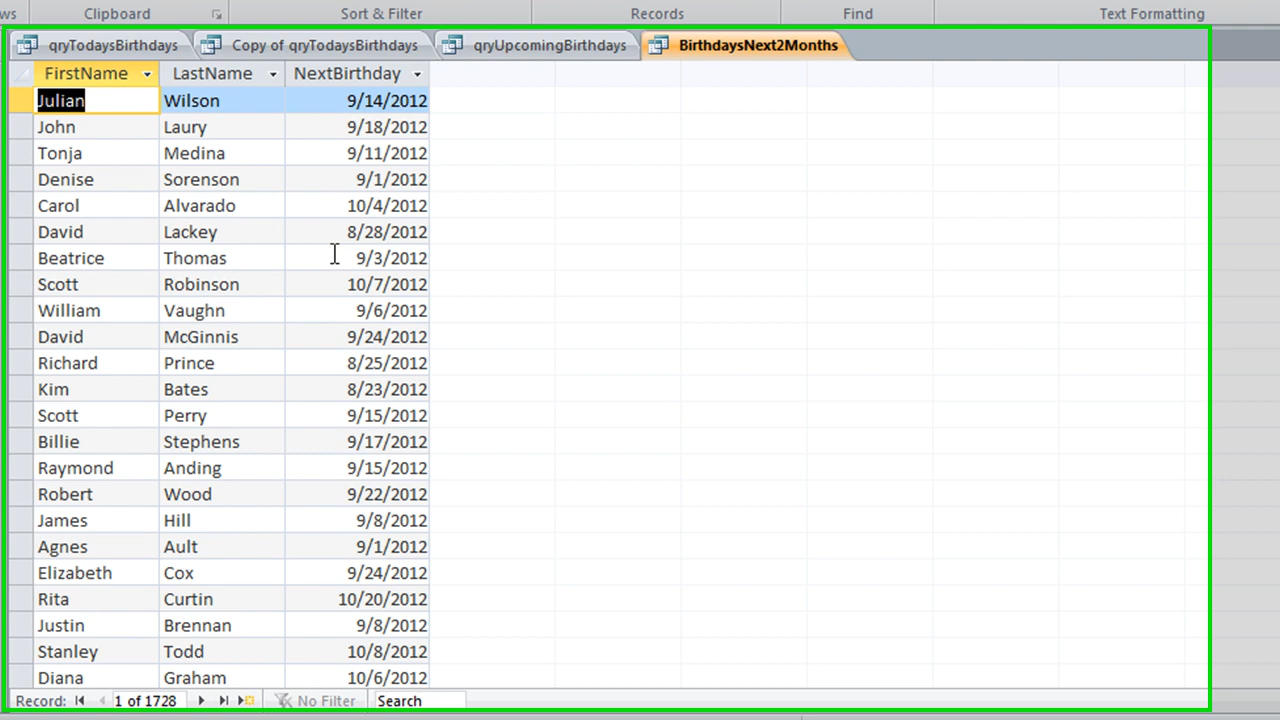 ws Clipboard Sort & Filter Records Find Text Formatting
qryTodaysBirthdays Copy of qryTodaysBirthdays qryUpcomingBirthdays BirthdaysNext2Months
FirstName LastName NextBirthday
Julian Wilson 9/14/2012
John Laury 9/18/2012
Tonja Medina 9/11/2012
Denise Sorenson 9/1/2012
Carol Alvarado 10/4/2012
David Lackey 8/28/2012
Beatrice Thomas 9/3/2012
Scott Robinson 10/7/2012
William Vaughn 9/6/2012
David McGinnis 9/24/2012
Richard Prince 8/25/2012
Kim Bates 8/23/2012
Scott Perry 9/15/2012
Billie Stephens 9/17/2012
Raymond Anding 9/15/2012
Robert Wood 9/22/2012
James Hill 9/8/2012
Agnes Ault 9/1/2012
Elizabeth Cox 9/24/2012
Rita Curtin 10/20/2012
Justin Brennan 9/8/2012
Stanley Todd 10/8/2012
Diana Graham 10/6/2012
Record: 1 of 1728 No Filter Search